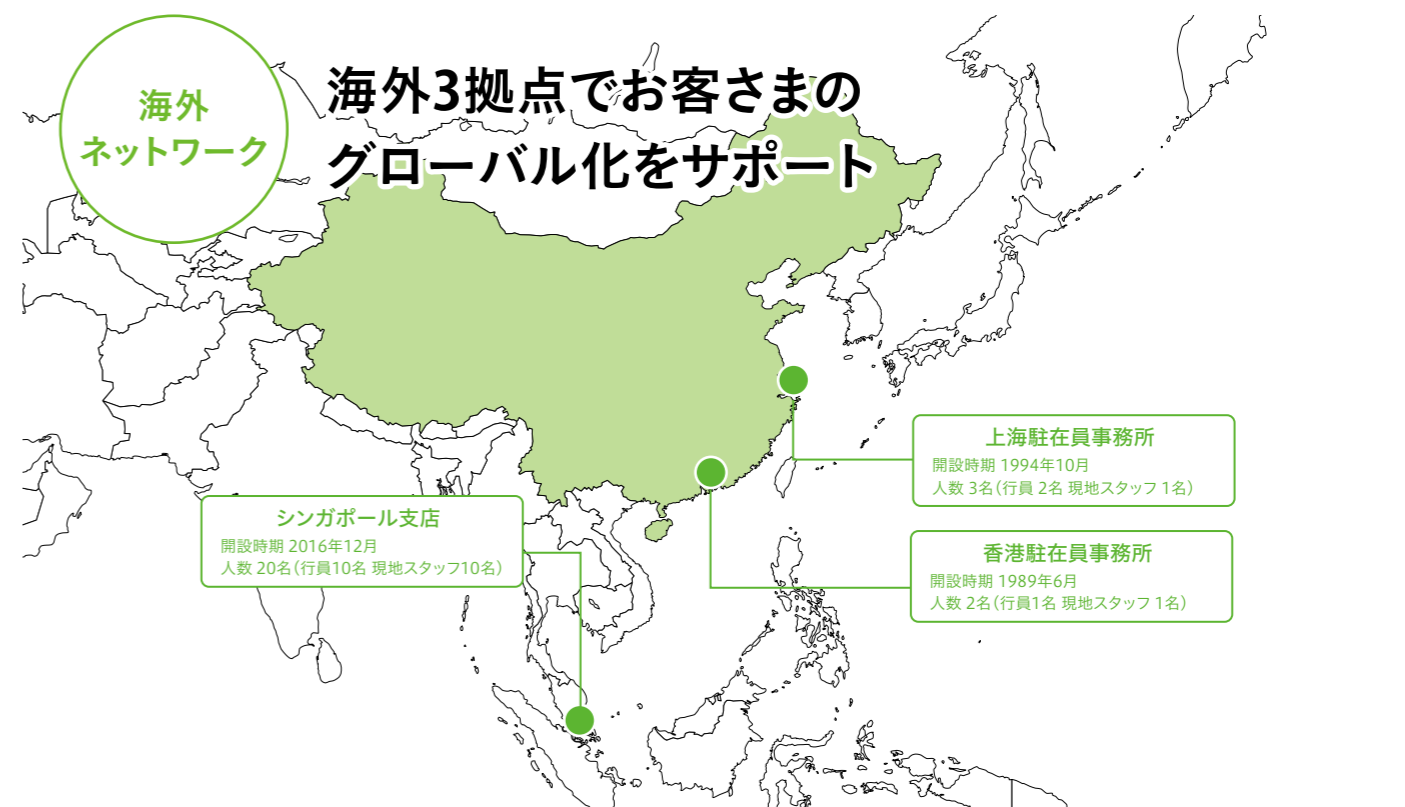 海外
ネットワーク
海外3拠点でお客さまの
グローバル化をサポート
上海駐在員事務所
開設時期 1994年10月
人数 3名（行員 2名 現地スタッフ 1名）
シンガポール支店
開設時期 2016年12月
人数 20名（行員10名 現地スタッフ10名）
香港駐在員事務所
開設時期 1989年6月
人数 2名（行員1名 現地スタッフ 1名）